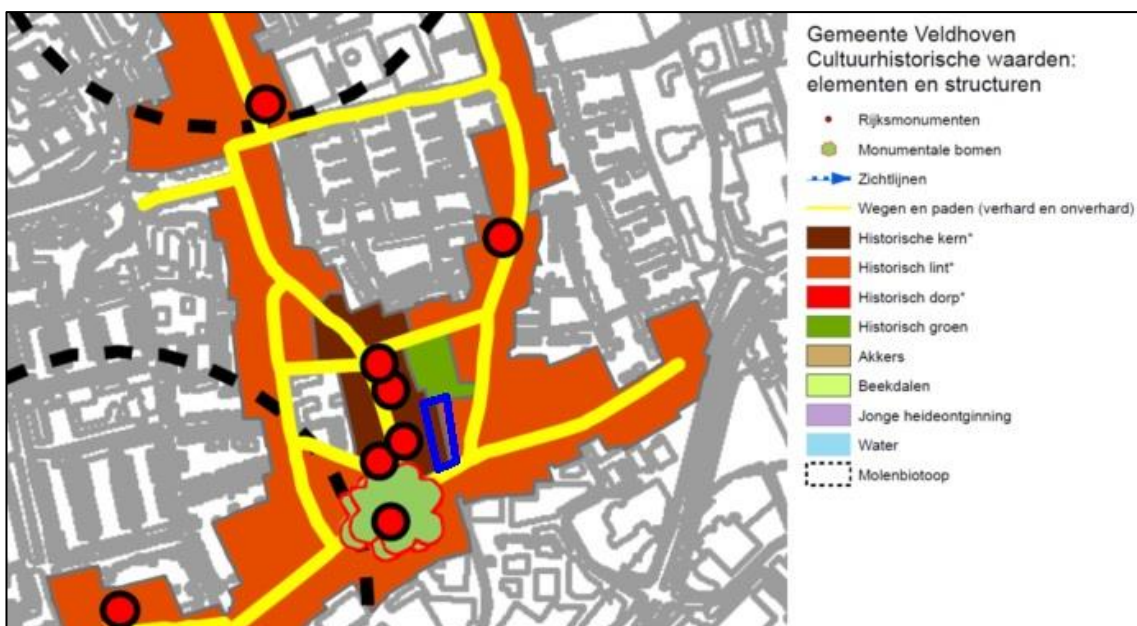 Gemeente Veldhoven
Cultuurhistorische waarden:
elementen en structuren
Rijksmonumenten
Monumentale bomen
Zichtlijnen
Wegen en paden (verhard en onverhard)
Historische kern*
Historisch lint*
Historisch dorp*
Historisch groen
Akkers
Beekdalen
Jonge heideontginning
Water
Molenbiotoop